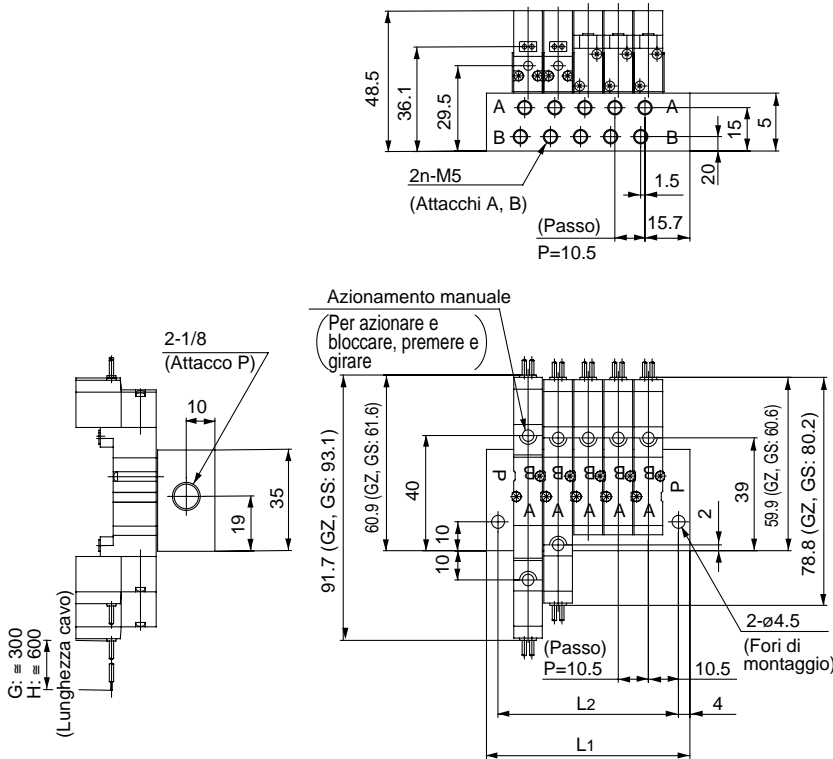 48.5
36.1
29.5
A
A
B
B
15
5
20
2n-M5
(Attacchi A, B)
1.5
(Passo)
P=10.5
15.7
Azionamento manuale
(Per azionare e
bloccare, premere e
girare)
2-1/8
(Attacco P)
10
35
19
G: ≅ 300
H: ≅ 600
(Lunghezza cavo)
91.7 (GZ, GS: 93.1)
60.9 (GZ, GS: 61.6)
40
10
10
P
B
B
B
B
P
A
A
A
A
A
39
2
59.9 (GZ, GS: 60.6)
78.8 (GZ, GS: 80.2)
2-ø4.5
(Fori di
montaggio)
(Passo)
P=10.5
10.5
L2
4
L1